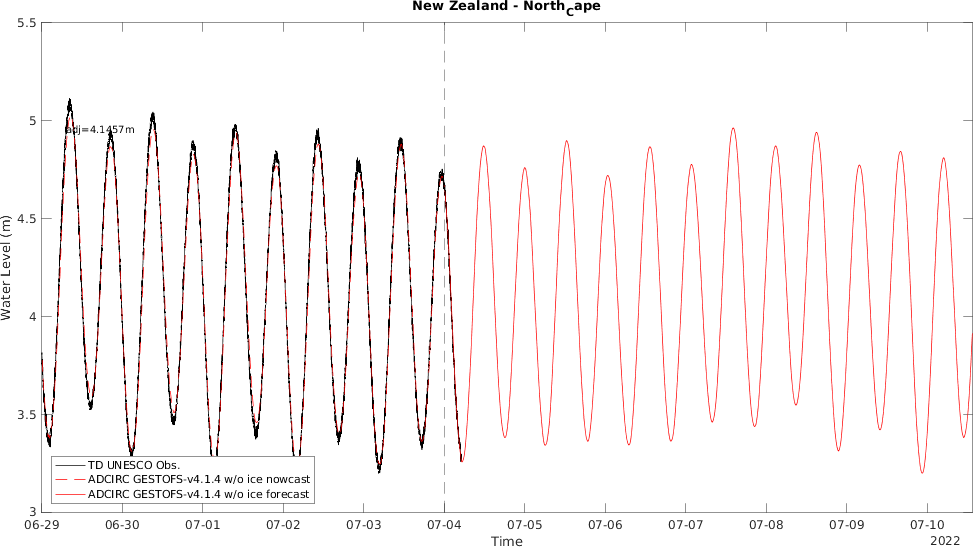 New Zealand - NorthCape
5.5
5
4.5
4
3.5
3
Water Level (m)
adj=4.1457m
TD UNESCO Obs.
ADCIRC GESTOFS-v4.1.4 w/o ice nowcast
ADCIRC GESTOFS-v4.1.4 w/o ice forecast
06-29 06-30 07-01 07-02 07-03 07-04 07-05 07-06 07-07 07-08 07-09 07-10
Time
2022